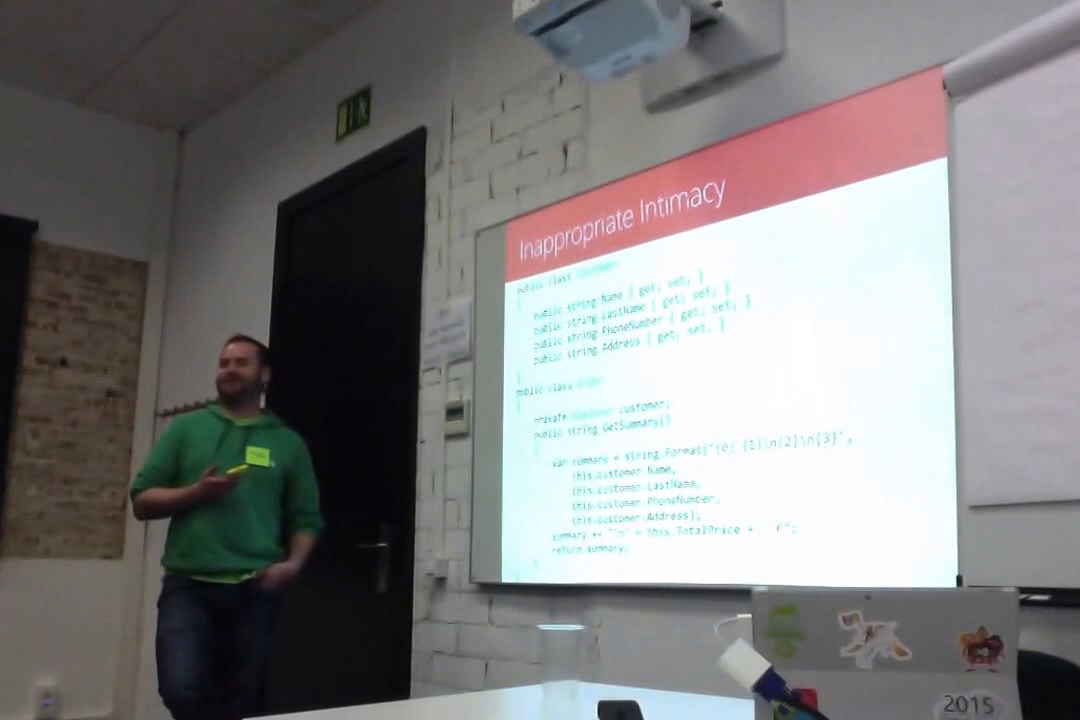 Inappropriate Intimacy
public class
{
public string Name { get; set; }
public string LastName { get; set; }
public string PhoneNumber { get; set; }
public string Address { get; set; }
}
public class
{
private customer;
public string GetSummary()
{
var summary = string.Format("{0} {1}\n{2}\n{3}",
this.customer.Name,
this.customer.LastName,
this.customer.PhoneNumber,
this.customer.Address);
summary += "\n" + this.TotalPrice + " €";
return summary;
}
2015